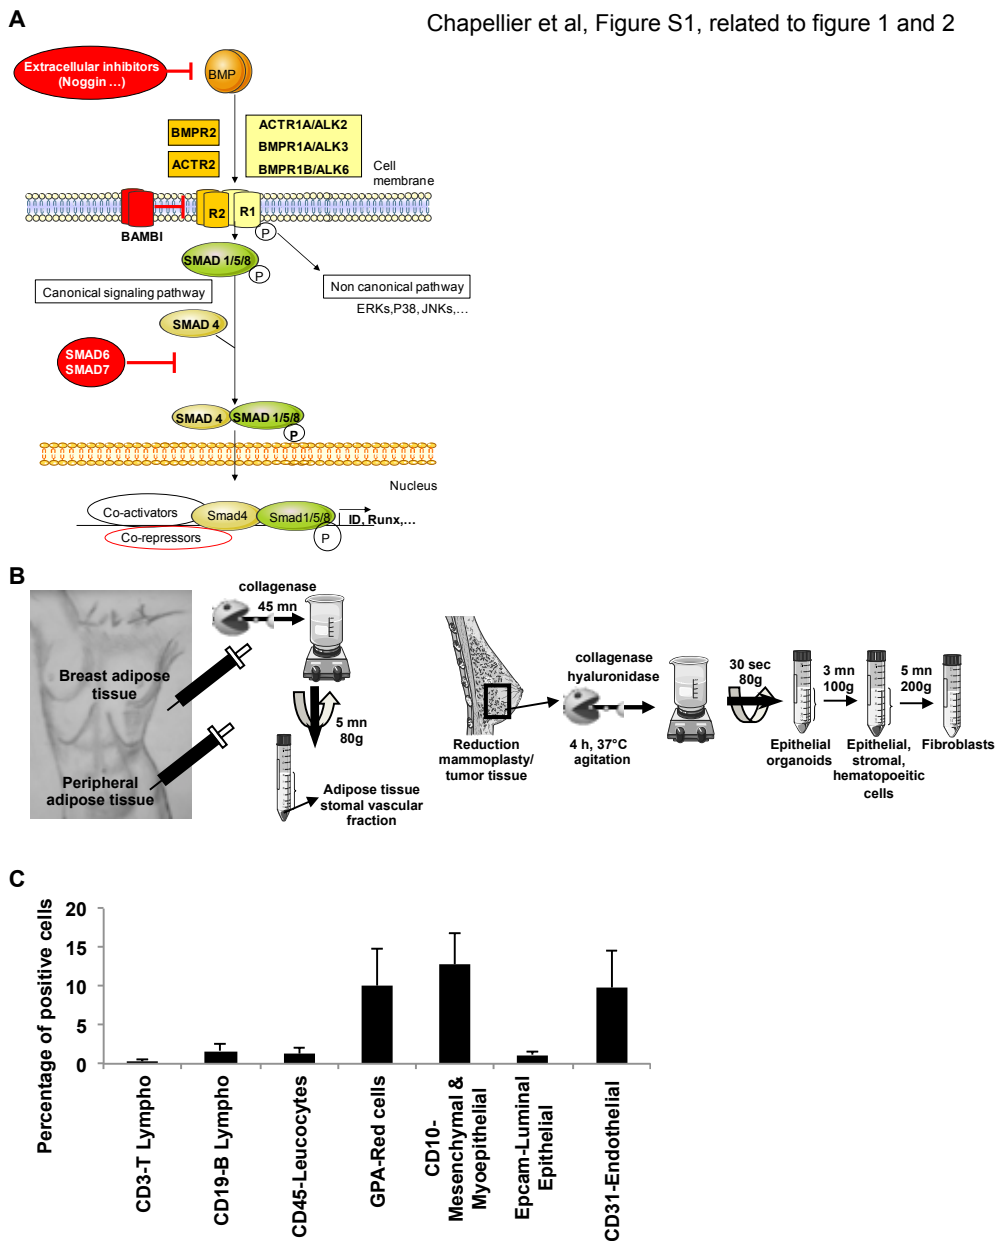 Chapellier et al, Figure S1, related to figure 1 and 2
A
Extracellular inhibitors
(Noggin ...)
BMP
BMPR2
ACTR2
ACTR1A/ALK2
BMPR1A/ALK3
BMPR1B/ALK6
Cell
membrane
R2
R1
BAMBI
P
SMAD 1/5/8
P
Canonical signaling pathway
Non canonical pathway
ERKs,P38, JNKs,...
SMAD 4
SMAD6
SMAD7
SMAD 4
SMAD 1/5/8
P
Nucleus
Co-activators
Smad4
Smad1/5/8
ID, Runx,...
P
Co-repressors
B
collagenase
45 mn
Breast adipose
tissue
Peripheral
adipose tissue
5 mn
80g
Adipose tissue
stomal vascular
fraction
Reduction
mammoplasty/
tumor tissue
collagenase
hyaluronidase
4 h, 37°C
agitation
30 sec
80g
Epithelial
organoids
3 mn
100g
Epithelial,
stromal,
hematopoeitic
cells
5 mn
200g
Fibroblasts
C
Percentage of positive cells
20
15
10
5
0
CD3-T Lympho
CD19-B Lympho
CD45-Leucocytes
GPA-Red cells
CD10-
Mesenchymal &
Myoepithelial
Epcam-Luminal
Epithelial
CD31-Endothelial